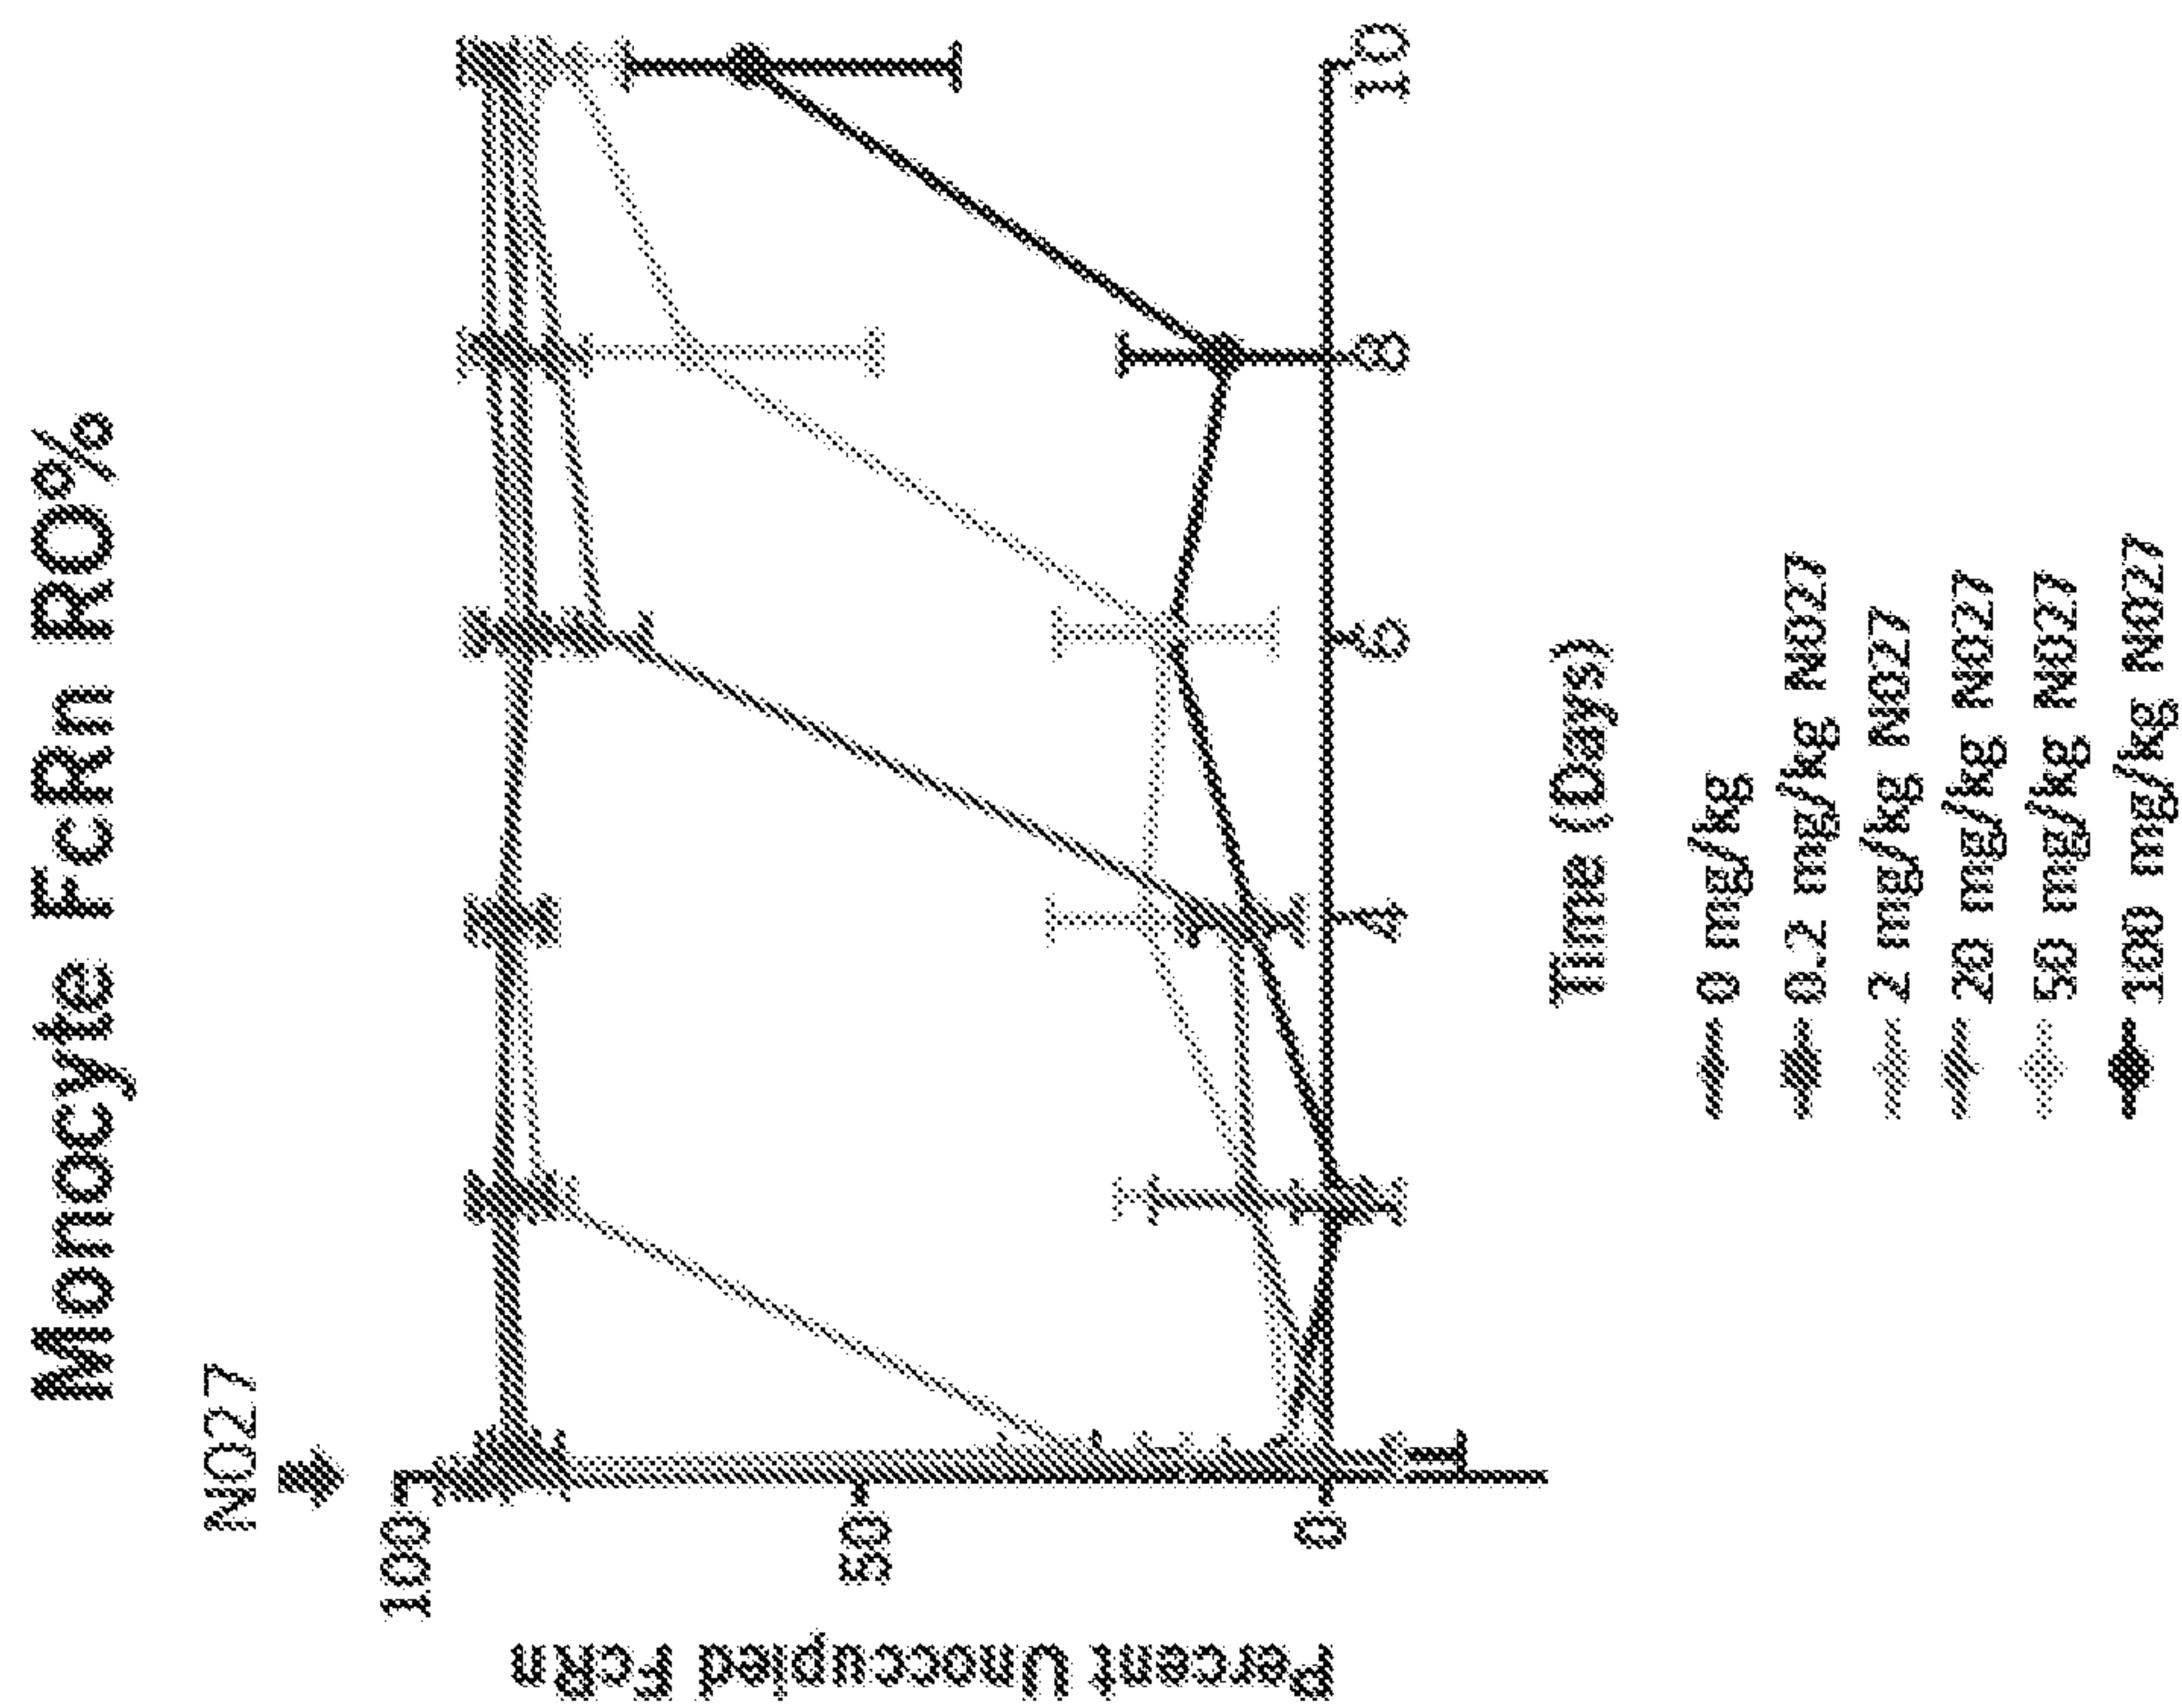 Monocyte FcRn RO%
N027
100
50
0
Percent Unoccupied FcRn
4 6 8 10
Time (Days)
0 mg/kg
0.2 mg/kg N027
2 mg/kg N027
20 mg/kg N027
50 mg/kg N027
100 mg/kg N027